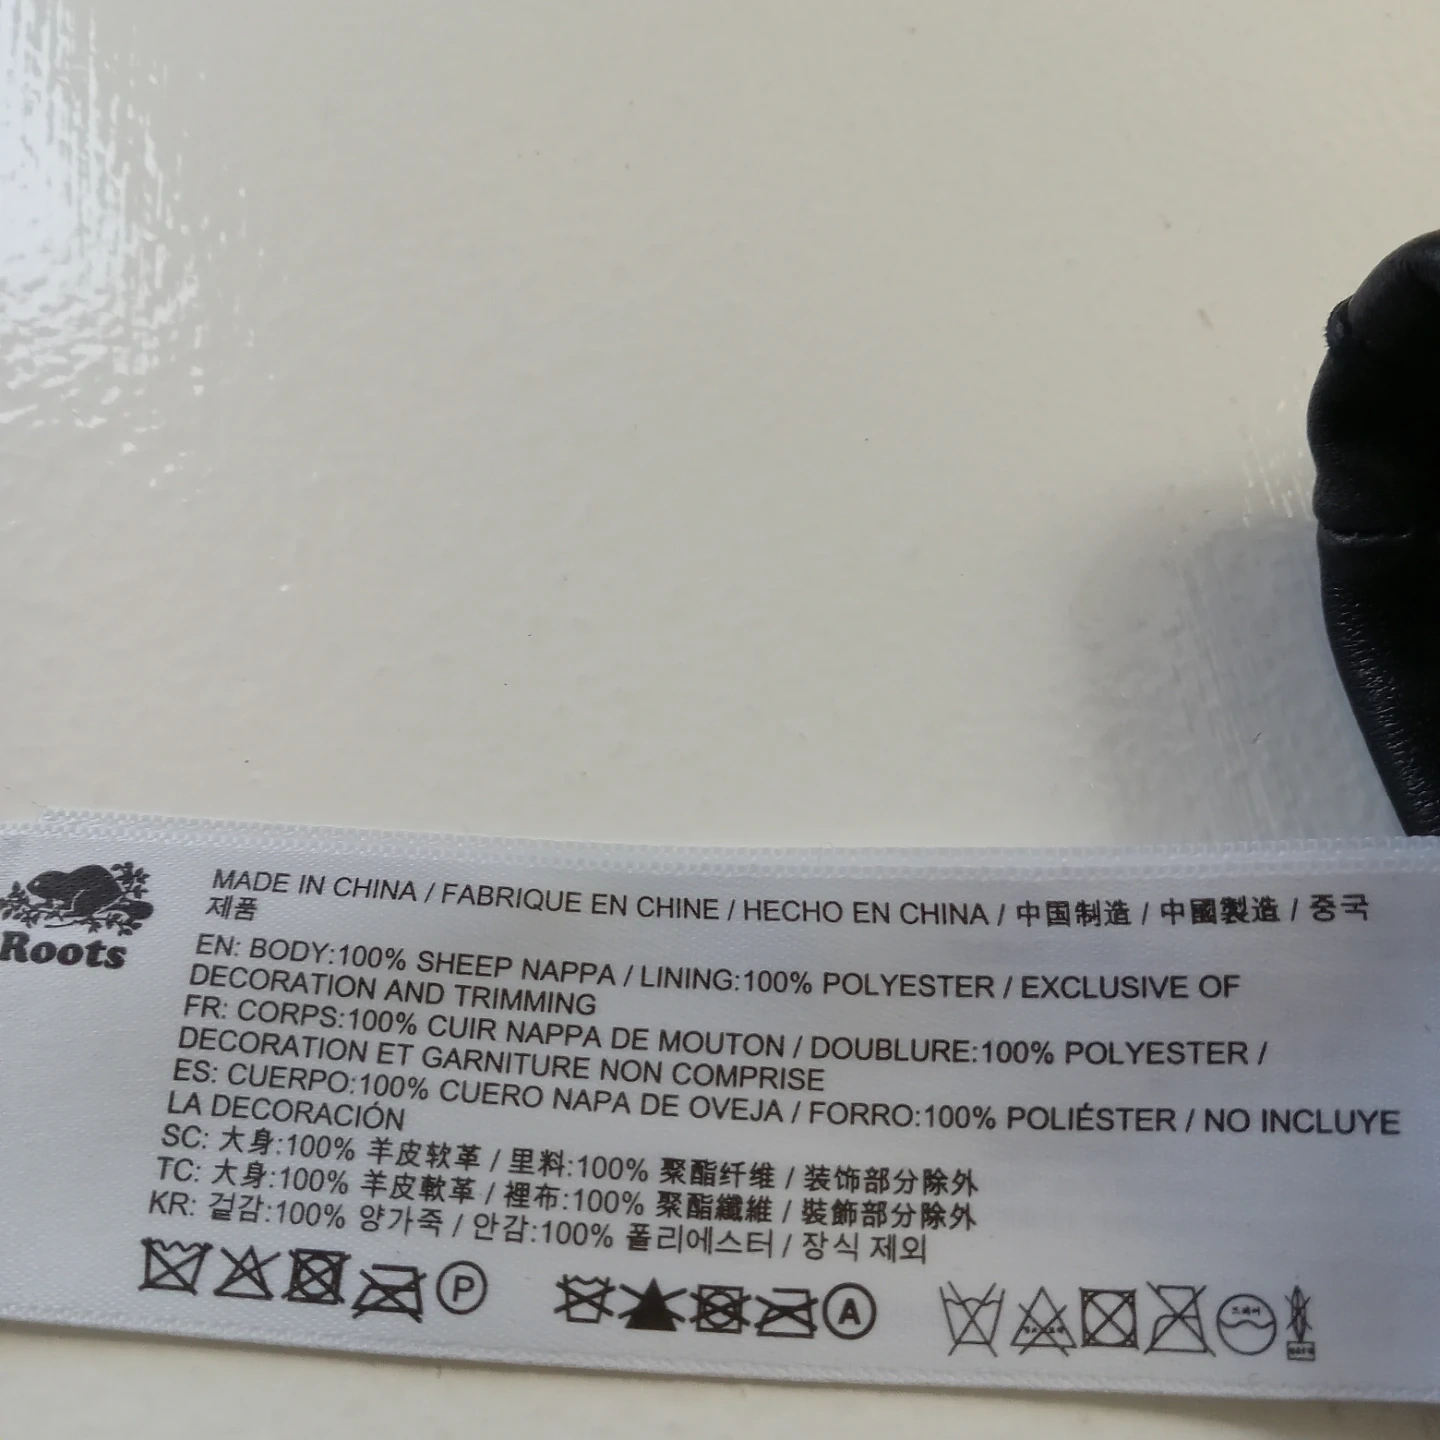 Roots
MADE IN CHINA / FABRIQUE EN CHINE / HECHO EN CHINA / 中国制造 / 中國製造 / 중국
제품
EN: BODY:100% SHEEP NAPPA / LINING:100% POLYESTER / EXCLUSIVE OF
DECORATION AND TRIMMING
FR: CORPS:100% CUIR NAPPA DE MOUTON / DOUBLURE:100% POLYESTER /
DECORATION ET GARNITURE NON COMPRISE
ES: CUERPO:100% CUERO NAPA DE OVEJA / FORRO:100% POLIÉSTER / NO INCLUYE
LA DECORACIÓN
SC: 大身:100% 羊皮软革 / 里料:100% 聚酯纤维 / 装饰部分除外
TC: 大身:100% 羊皮軟革 / 裡布:100% 聚酯纖維 / 裝飾部分除外
KR: 겉감:100% 양가죽 / 안감:100% 폴리에스터 / 장식 제외
P A